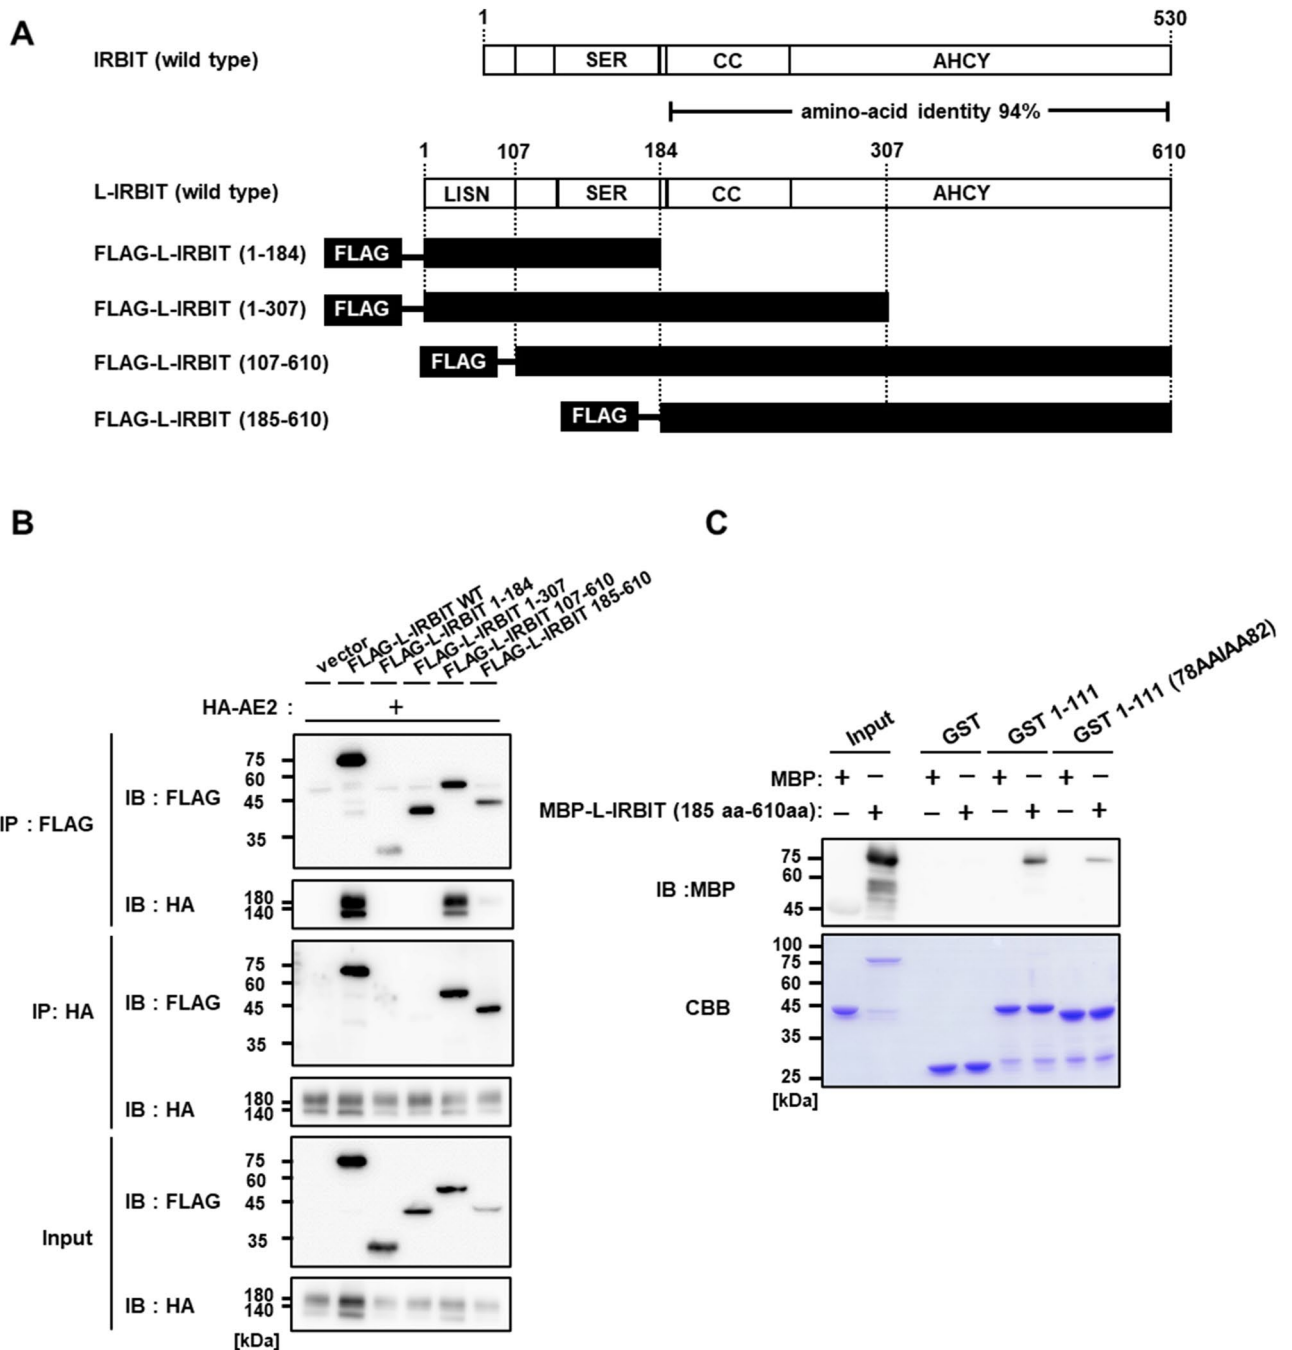 A
1 530
IRBIT (wild type) SER CC AHCY
amino-acid identity 94%
1 107 184 307 610
L-IRBIT (wild type) LISN SER CC AHCY
FLAG-L-IRBIT (1-184) FLAG
FLAG-L-IRBIT (1-307) FLAG
FLAG-L-IRBIT (107-610) FLAG
FLAG-L-IRBIT (185-610) FLAG
B
vector
FLAG-L-IRBIT WT
FLAG-L-IRBIT 1-184
FLAG-L-IRBIT 1-307
FLAG-L-IRBIT 107-610
FLAG-L-IRBIT 185-610
HA-AE2 : +
IP : FLAG
IB : FLAG
75
60
45
35
IB : HA
180
140
IP: HA
IB : FLAG
75
60
45
35
IB : HA
180
140
Input
IB : FLAG
75
60
45
35
IB : HA
180
140
[kDa]
C
Input
GST
GST 1-111
GST 1-111 (78AAIAA82)
MBP: + − + − + − + −
MBP-L-IRBIT (185 aa-610aa): − + − + − + − +
IB :MBP
75
60
45
CBB
100
75
60
45
35
25
[kDa]